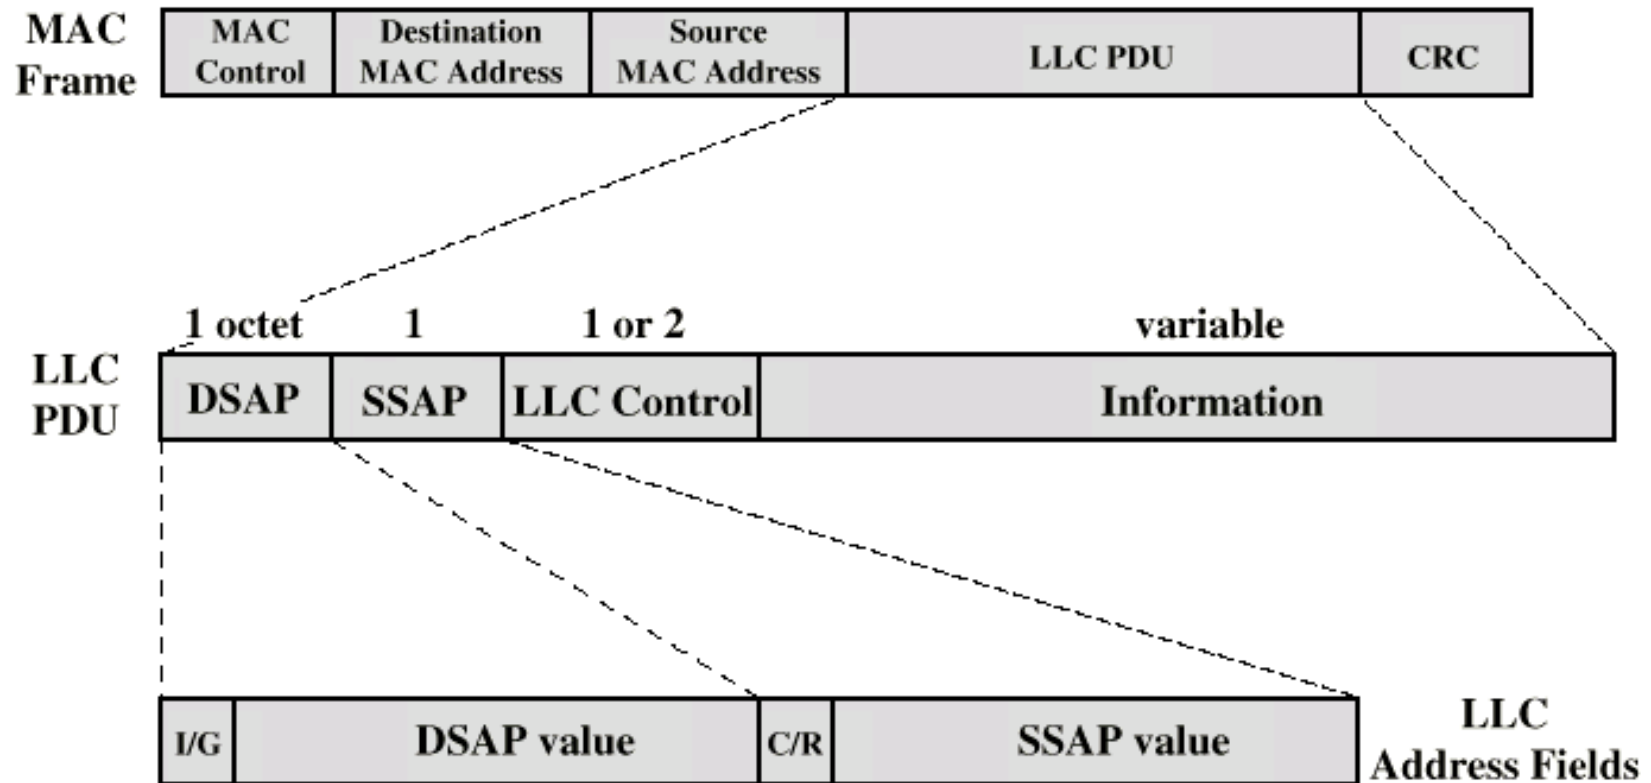 MAC
Frame
MAC
Control
Destination
MAC Address
Source
MAC Address
LLC PDU
CRC
1 octet
1
1 or 2
variable
LLC
PDU
DSAP
SSAP
LLC Control
Information
I/G
DSAP value
C/R
SSAP value
LLC
Address Fields